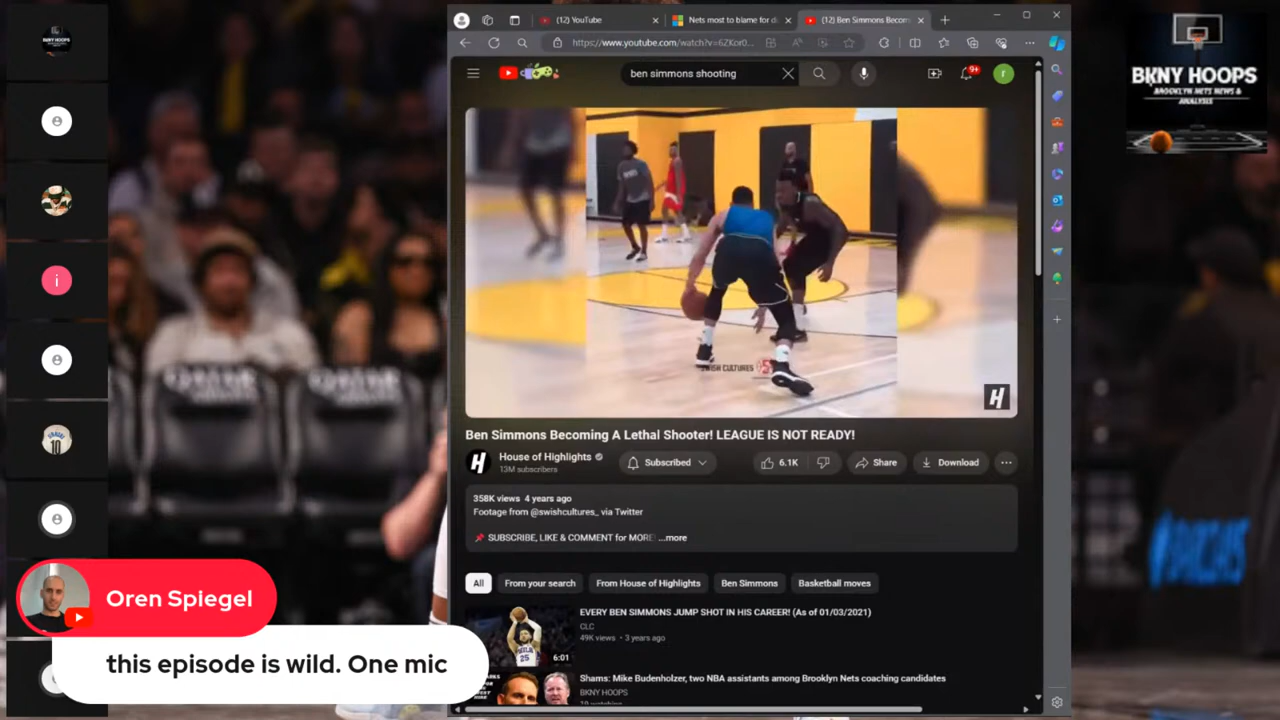 BKNY HOOPS
(12) YouTube
Nets most to blame for d
(12) Ben Simmons Becom
https://www.youtube.com/watch?v=6ZKor0...
ben simmons shooting
9+
r
BKNY HOOPS
BROOKLYN NETS NEWS &
ANALYSIS
SWISH CULTURES
H
Ben Simmons Becoming A Lethal Shooter! LEAGUE IS NOT READY!
H
House of Highlights
13M subscribers
Subscribed
6.1K
Share
Download
358K views 4 years ago
Footage from @swishcultures_ via Twitter
SUBSCRIBE, LIKE & COMMENT for MORE ...more
All
From your search
From House of Highlights
Ben Simmons
Basketball moves
EVERY BEN SIMMONS JUMP SHOT IN HIS CAREER! (As of 01/03/2021)
CLC
49K views • 3 years ago
PHILA
25
6:01
Shams: Mike Budenholzer, two NBA assistants among Brooklyn Nets coaching candidates
BKNY HOOPS
i
10
QATAR
Oren Spiegel
this episode is wild. One mic